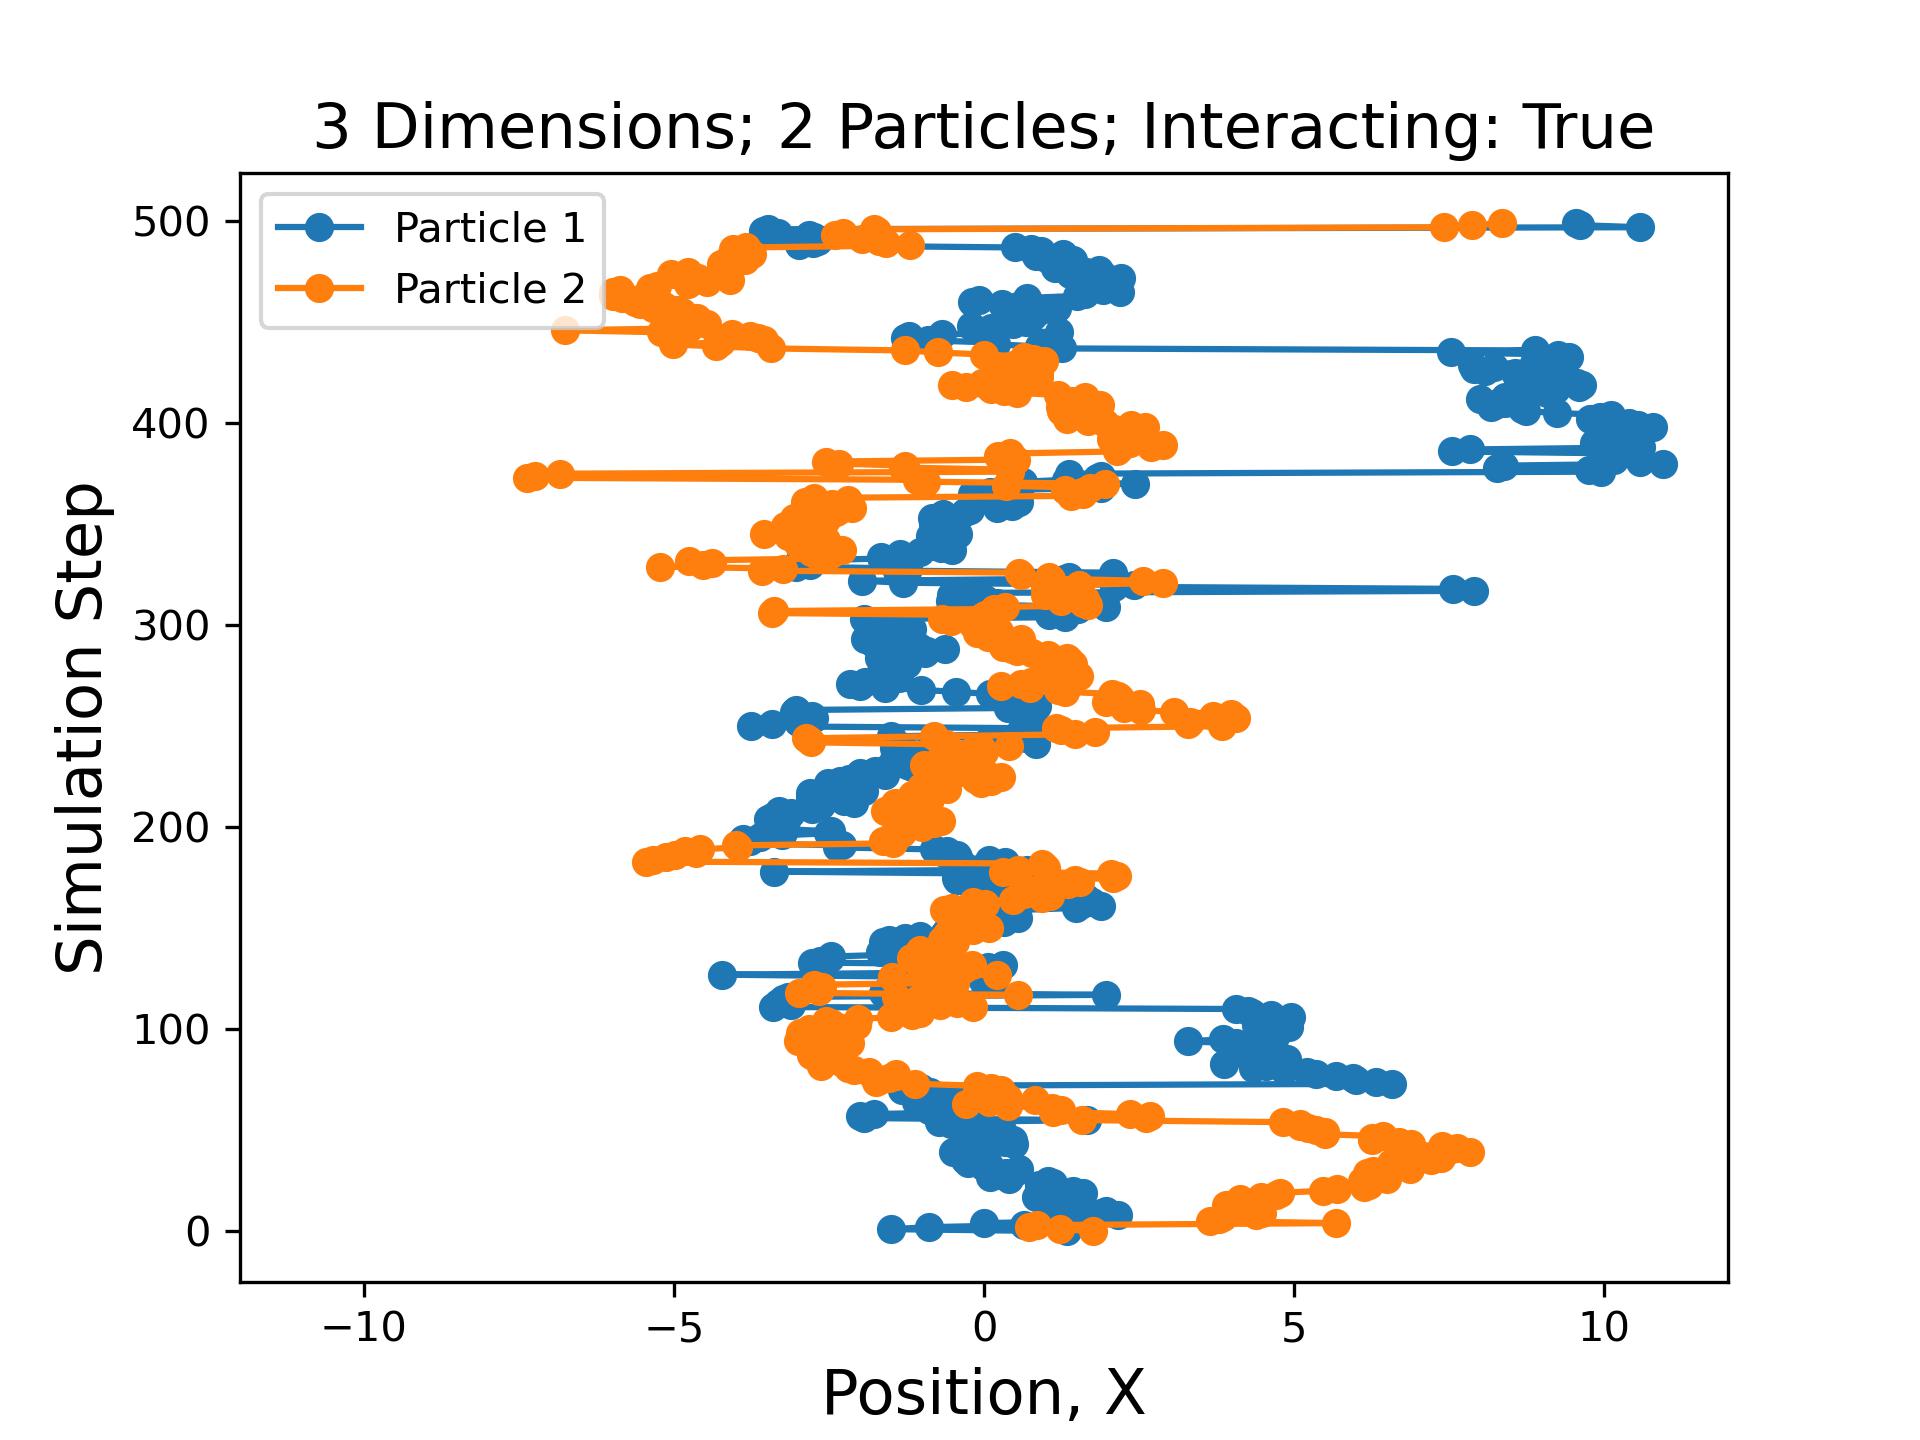 3 Dimensions; 2 Particles; Interacting: True
Particle 1
Particle 2
500
400
300
200
100
0
Simulation Step
−10
−5
0
5
10
Position, X